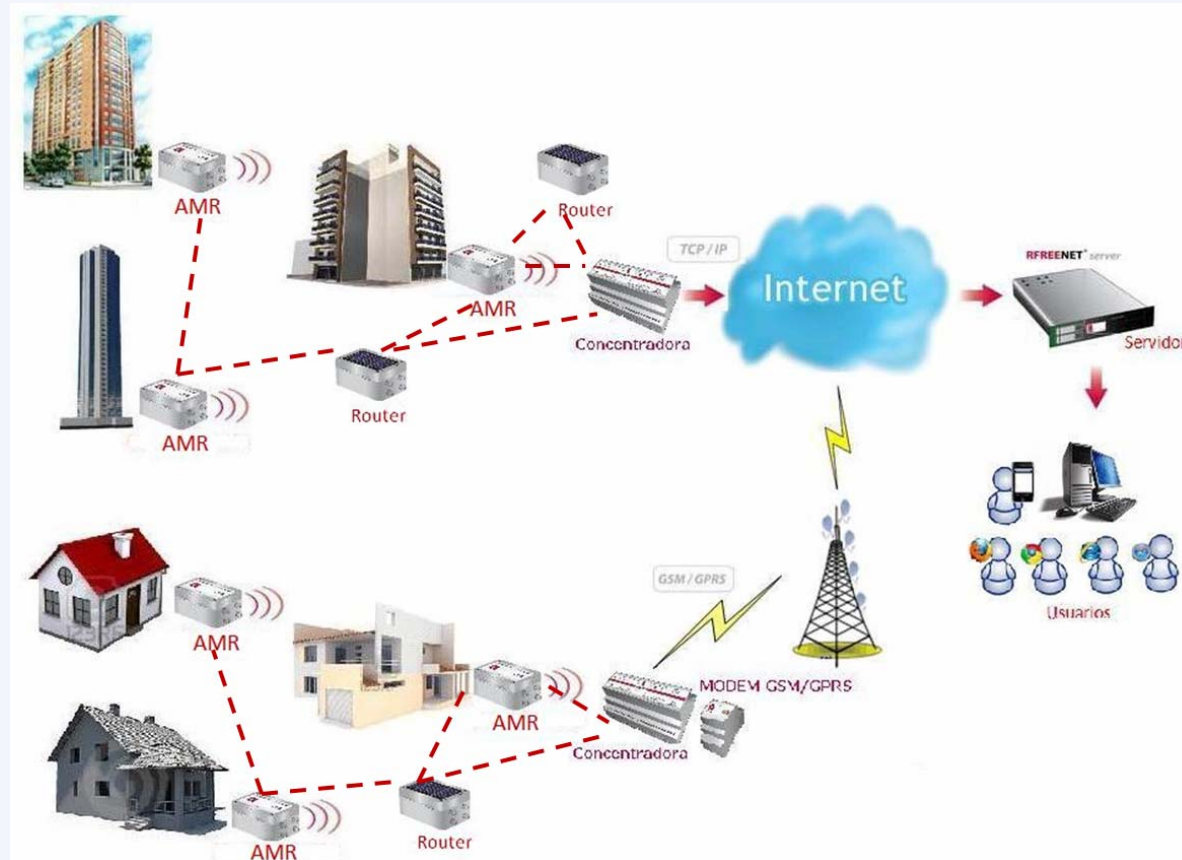 AMR
Router
AMR
TCP / IP
Internet
RFREENET® server
Concentradora
Servidor
Router
AMR
GSM / GPRS
Usuarios
AMR
AMR
MODEM GSM/GPRS
Concentradora
Router
AMR